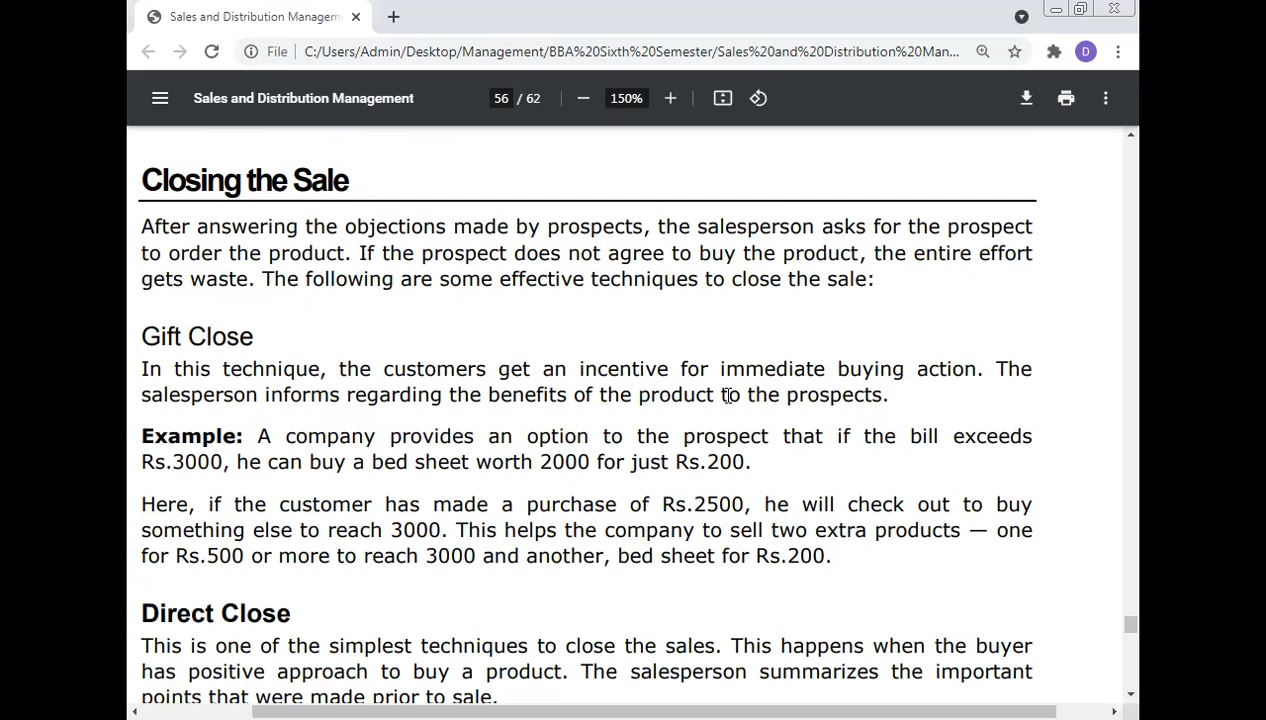 Sales and Distribution Managem
File C:/Users/Admin/Desktop/Management/BBA%20Sixth%20Semester/Sales%20and%20Distribution%20Man... D
Sales and Distribution Management 56 / 62 150%
Closing the Sale
After answering the objections made by prospects, the salesperson asks for the prospect
to order the product. If the prospect does not agree to buy the product, the entire effort
gets waste. The following are some effective techniques to close the sale:
Gift Close
In this technique, the customers get an incentive for immediate buying action. The
salesperson informs regarding the benefits of the product to the prospects.
Example: A company provides an option to the prospect that if the bill exceeds
Rs.3000, he can buy a bed sheet worth 2000 for just Rs.200.
Here, if the customer has made a purchase of Rs.2500, he will check out to buy
something else to reach 3000. This helps the company to sell two extra products — one
for Rs.500 or more to reach 3000 and another, bed sheet for Rs.200.
Direct Close
This is one of the simplest techniques to close the sales. This happens when the buyer
has positive approach to buy a product. The salesperson summarizes the important
points that were made prior to sale.